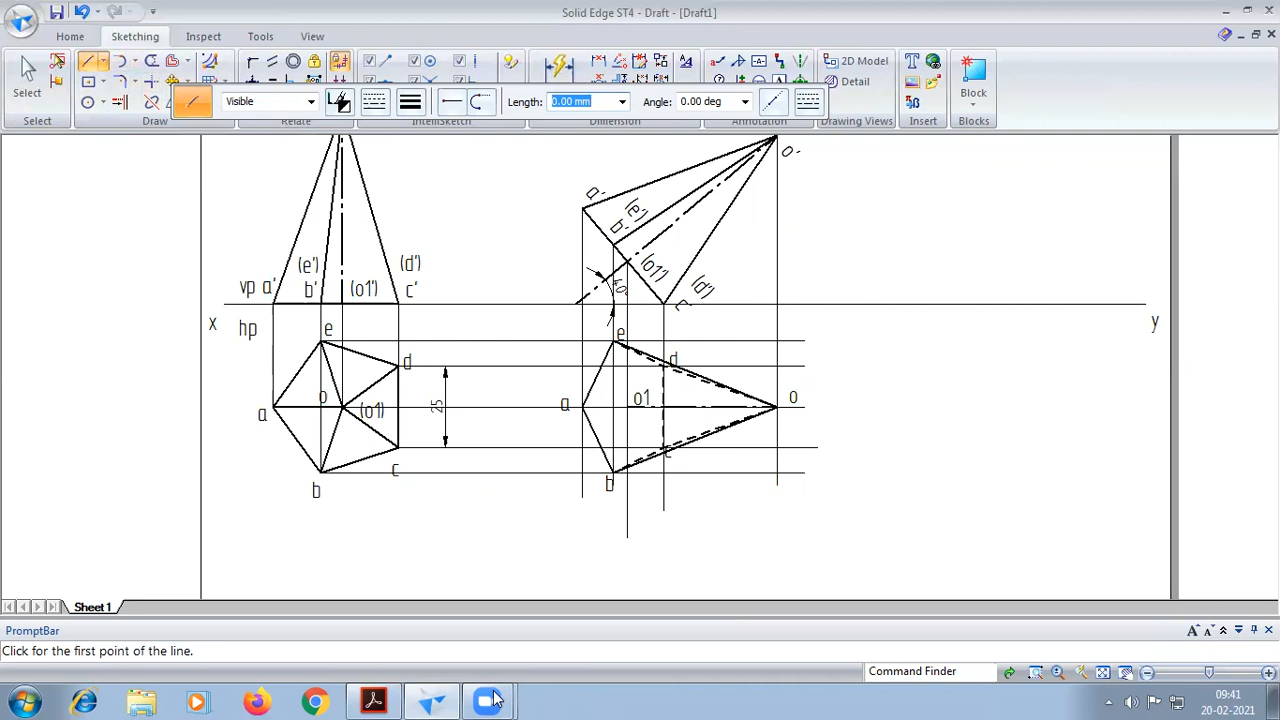 Solid Edge ST4 - Draft - [Draft1]
Home Sketching Inspect Tools View
Select
Visible
Length: 0.00 mm Angle: 0.00 deg
2D Model
Detail
Block
Select Draw Relate IntelliSketch Dimension Annotation Drawing Views Insert Blocks
o'
a'
(e')
b'
(e') (d') (o1')
vp a' b' (o1') c' (d')
40°
c'
x hp y
e e
d d
o a o1 o
a (o1) 25
c c
b b
Sheet1
PromptBar
Click for the first point of the line.
Command Finder
09:41
20-02-2021